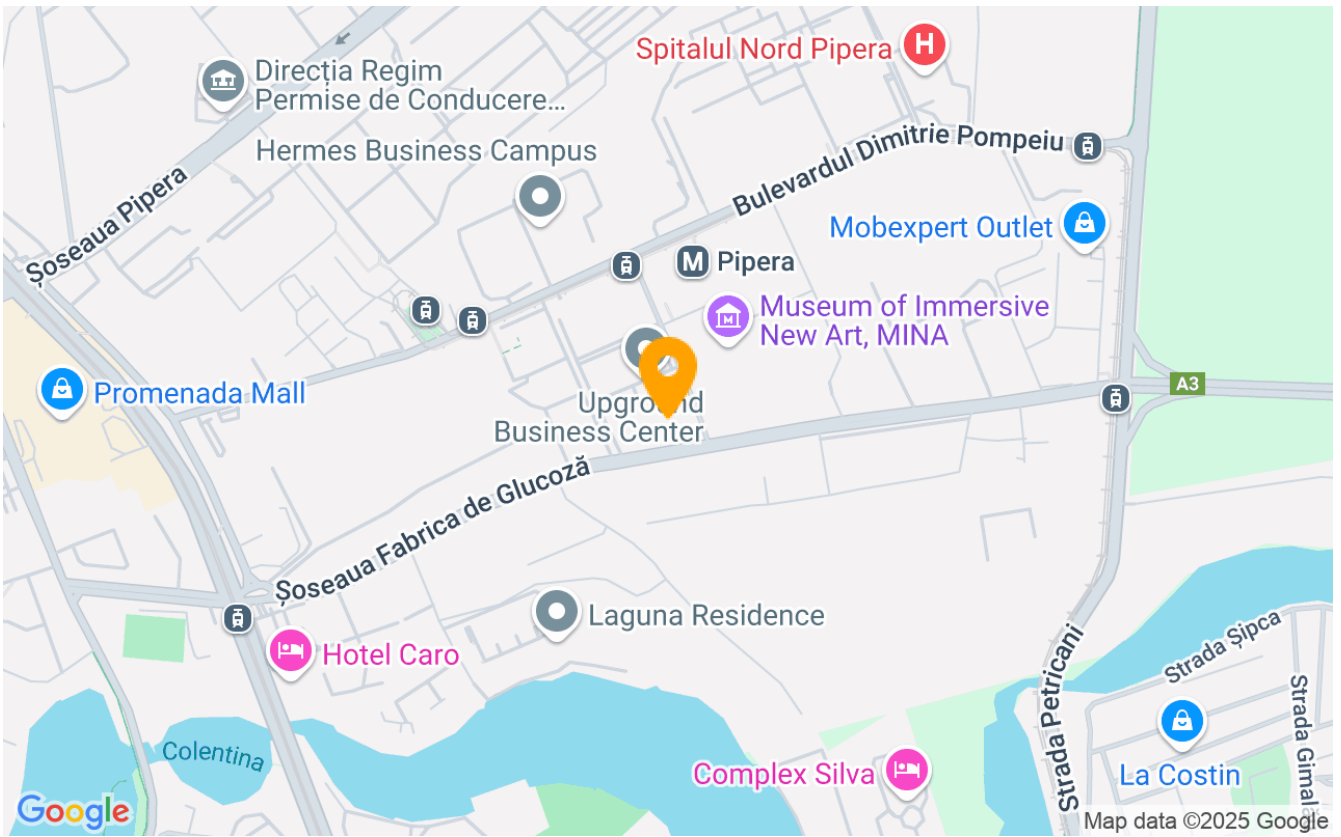 Spitalul Nord Pipera
H
Direcția Regim
Permise de Conducere...
Hermes Business Campus
Bulevardul Dimitrie Pompeiu
Șoseaua Pipera
Mobexpert Outlet
M Pipera
Museum of Immersive
New Art, MINA
M
Promenada Mall
A3
Upground
Business Center
Șoseaua Fabrica de Glucoză
Laguna Residence
Hotel Caro
Strada Șipca
Strada Petricani
Colentina
Complex Silva
La Costin
Google
Map data ©2025 Google